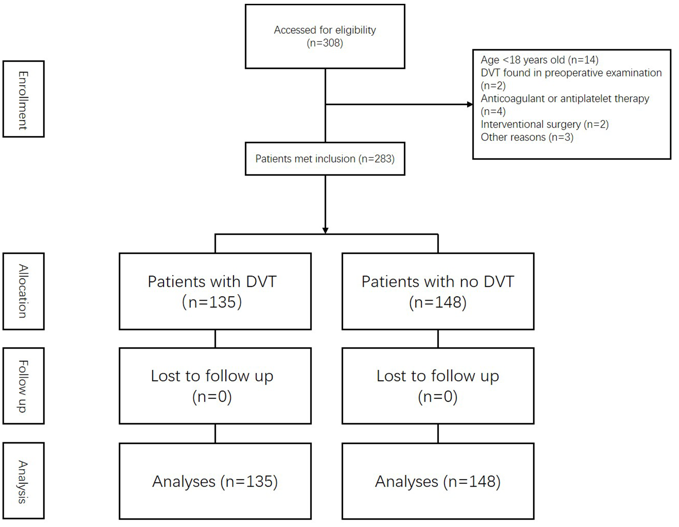 Accessed for eligibility
(n=308)
Age <18 years old (n=14)
DVT found in preoperative examination
(n=2)
Anticoagulant or antiplatelet therapy
(n=4)
Interventional surgery (n=2)
Other reasons (n=3)
Enrollment
Patients met inclusion (n=283)
Allocation
Patients with DVT
(n=135)
Patients with no DVT
(n=148)
Follow up
Lost to follow up
(n=0)
Lost to follow up
(n=0)
Analysis
Analyses (n=135)
Analyses (n=148)